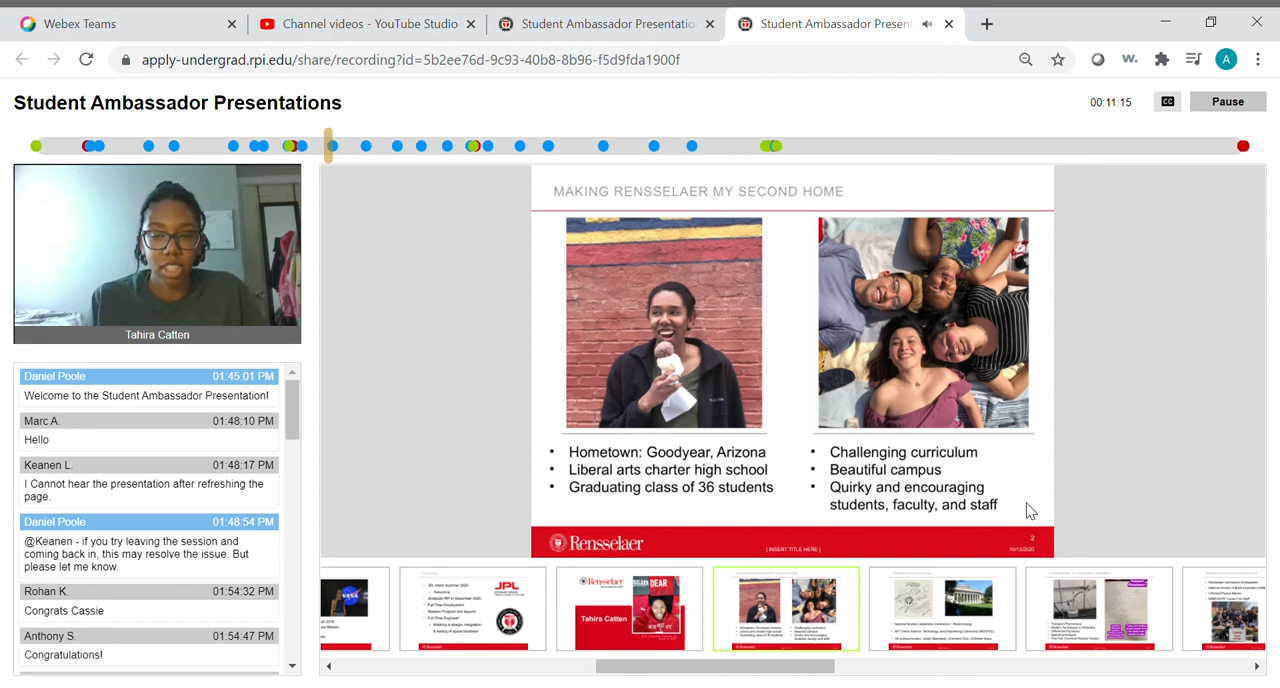 Webex Teams
Channel videos - YouTube Studio
Student Ambassador Presentatio
Student Ambassador Present
apply-undergrad.rpi.edu/share/recording?id=5b2ee76d-9c93-40b8-8b96-f5d9fda1900f
w.
A
Student Ambassador Presentations
00:11:15
CC
Pause
Tahira Catten
Daniel Poole 01:45:01 PM
Welcome to the Student Ambassador Presentation!
Marc A. 01:48:10 PM
Hello
Keanen L. 01:48:17 PM
I Cannot hear the presentation after refreshing the
page.
Daniel Poole 01:48:54 PM
@Keanen - if you try leaving the session and
coming back in, this may resolve the issue. But
please let me know.
Rohan K. 01:54:32 PM
Congrats Cassie
Anthony S. 01:54:47 PM
Congratulations!
MAKING RENSSELAER MY SECOND HOME
• Hometown: Goodyear, Arizona
• Liberal arts charter high school
• Graduating class of 36 students
• Challenging curriculum
• Beautiful campus
• Quirky and encouraging
students, faculty, and staff
Rensselaer
[ INSERT TITLE HERE ]
2
10/13/2020
NASA
JPL
Rensselaer
DEAR
Tahira Catten